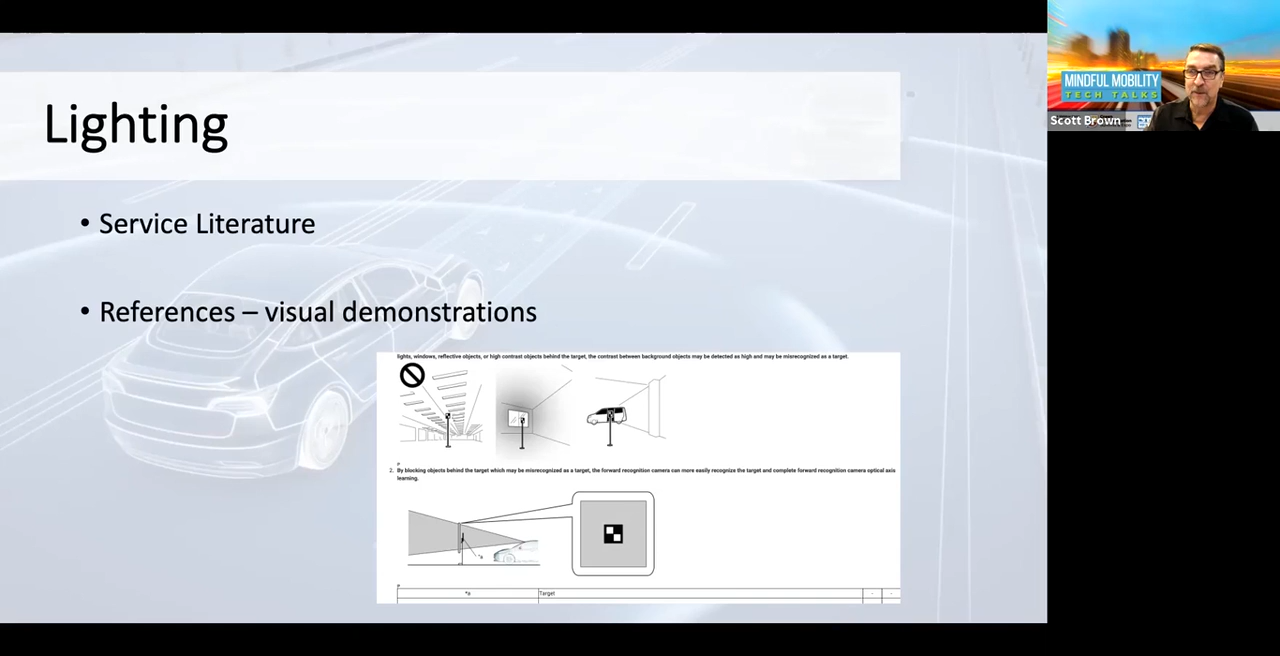 Lighting
• Service Literature
• References – visual demonstrations
lights, windows, reflective objects, or high contrast objects behind the target, the contrast between background objects may be detected as high and may be misrecognized as a target.
P
2. By blocking objects behind the target which may be misrecognized as a target, the forward recognition camera can more easily recognize the target and complete forward recognition camera optical axis
learning.
*a
P
*a Target - -
MINDFUL MOBILITY
TECH TALKS
Scott Brown